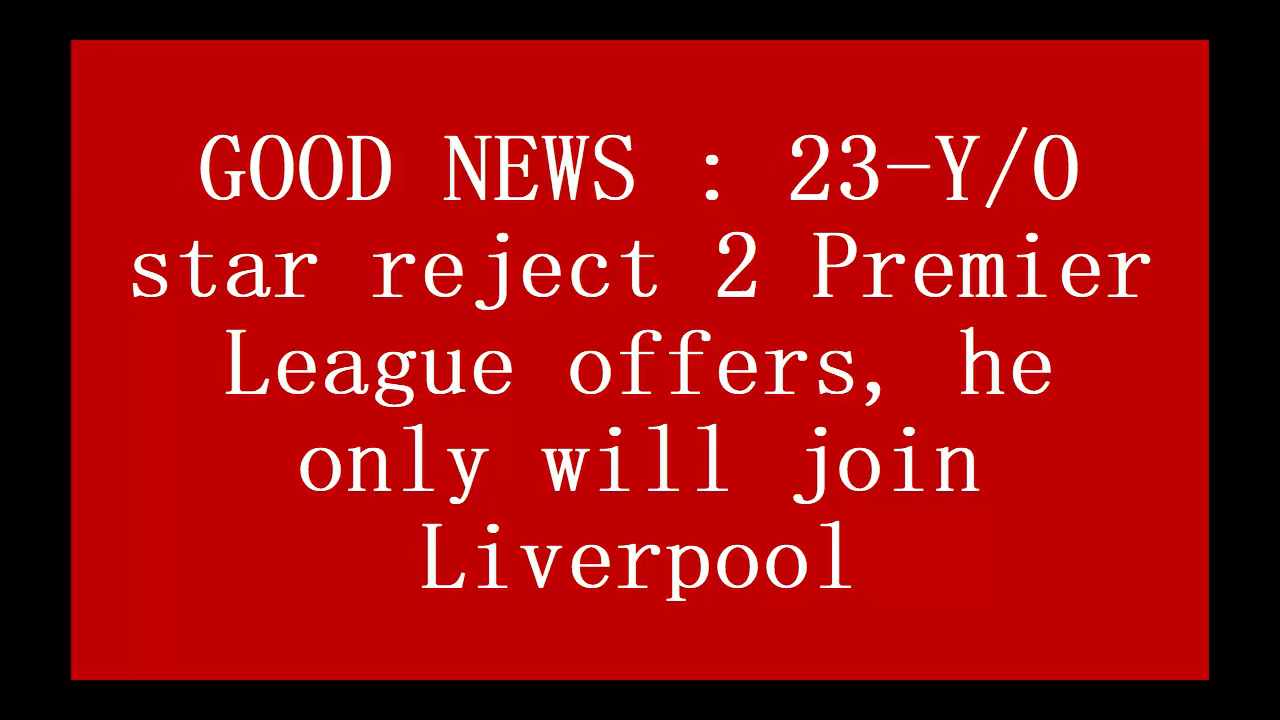 GOOD NEWS : 23-Y/O
star reject 2 Premier
League offers, he
only will join
Liverpool